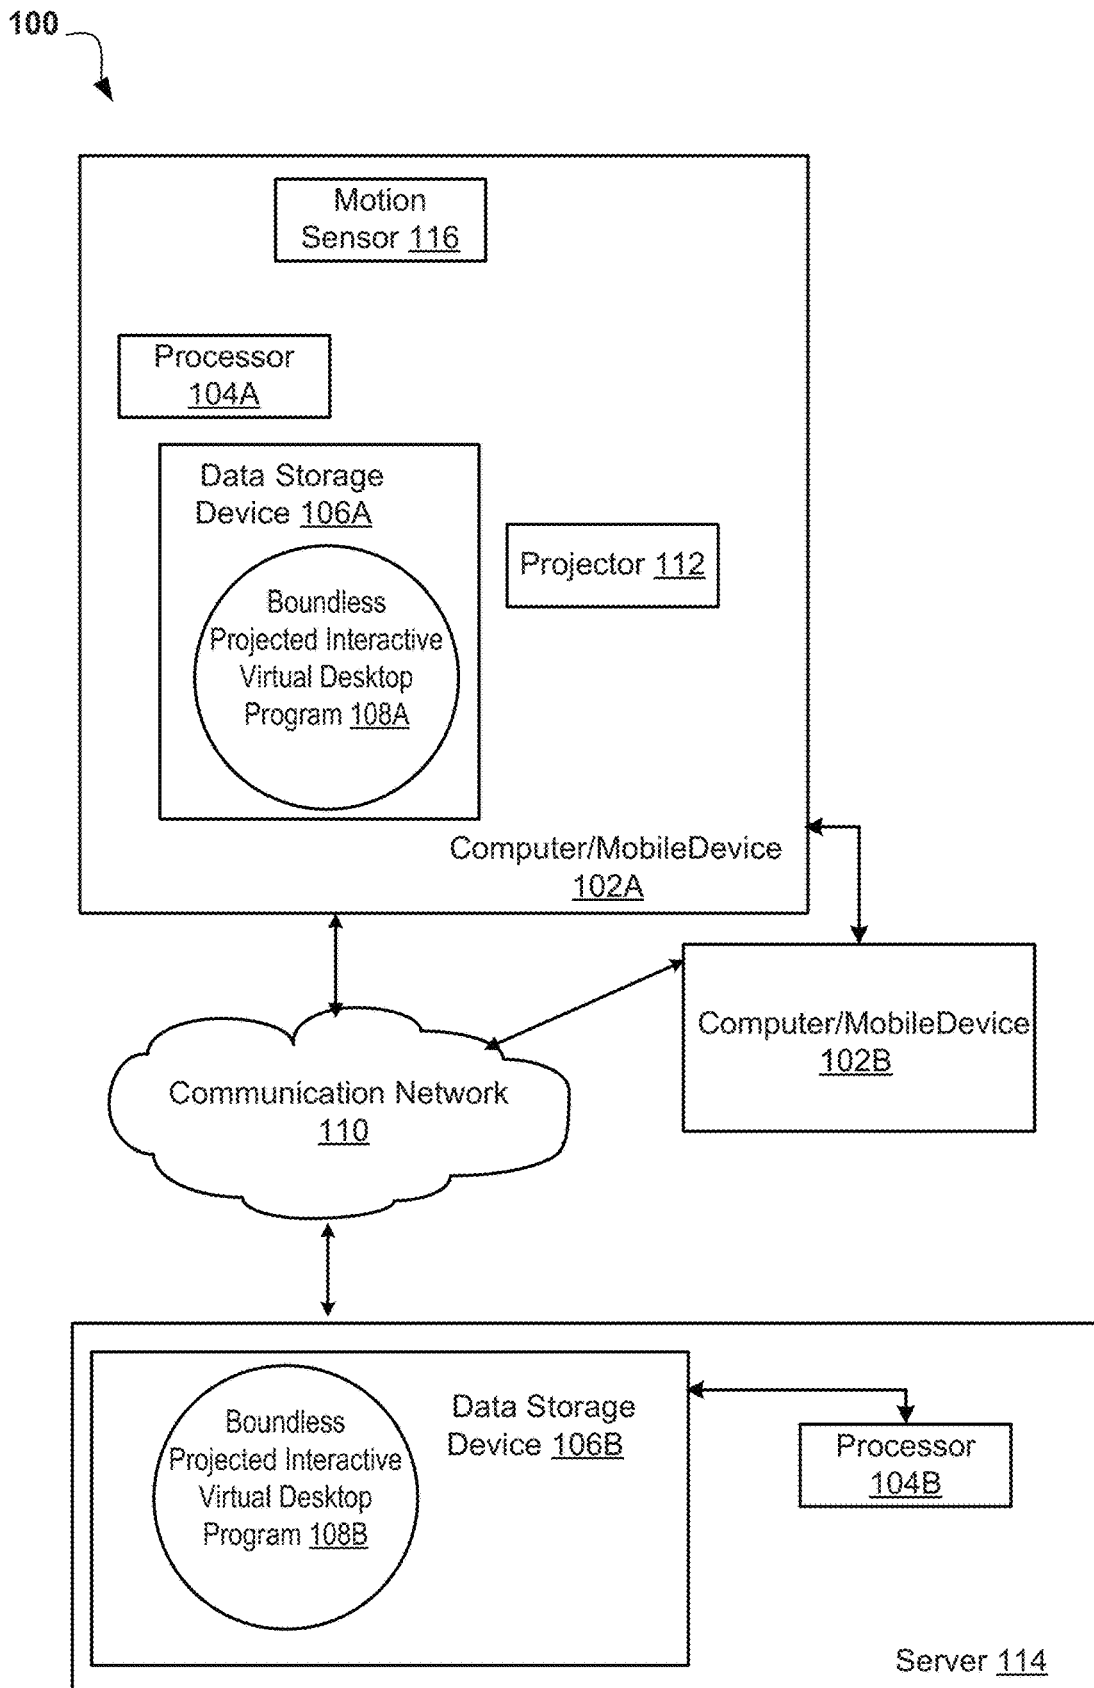 100
Motion
Sensor 116
Processor
104A
Data Storage
Device 106A
Projector 112
Boundless
Projected Interactive
Virtual Desktop
Program 108A
Computer/MobileDevice
102A
Computer/MobileDevice
102B
Communication Network
110
Boundless
Projected Interactive
Virtual Desktop
Program 108B
Data Storage
Device 106B
Processor
104B
Server 114